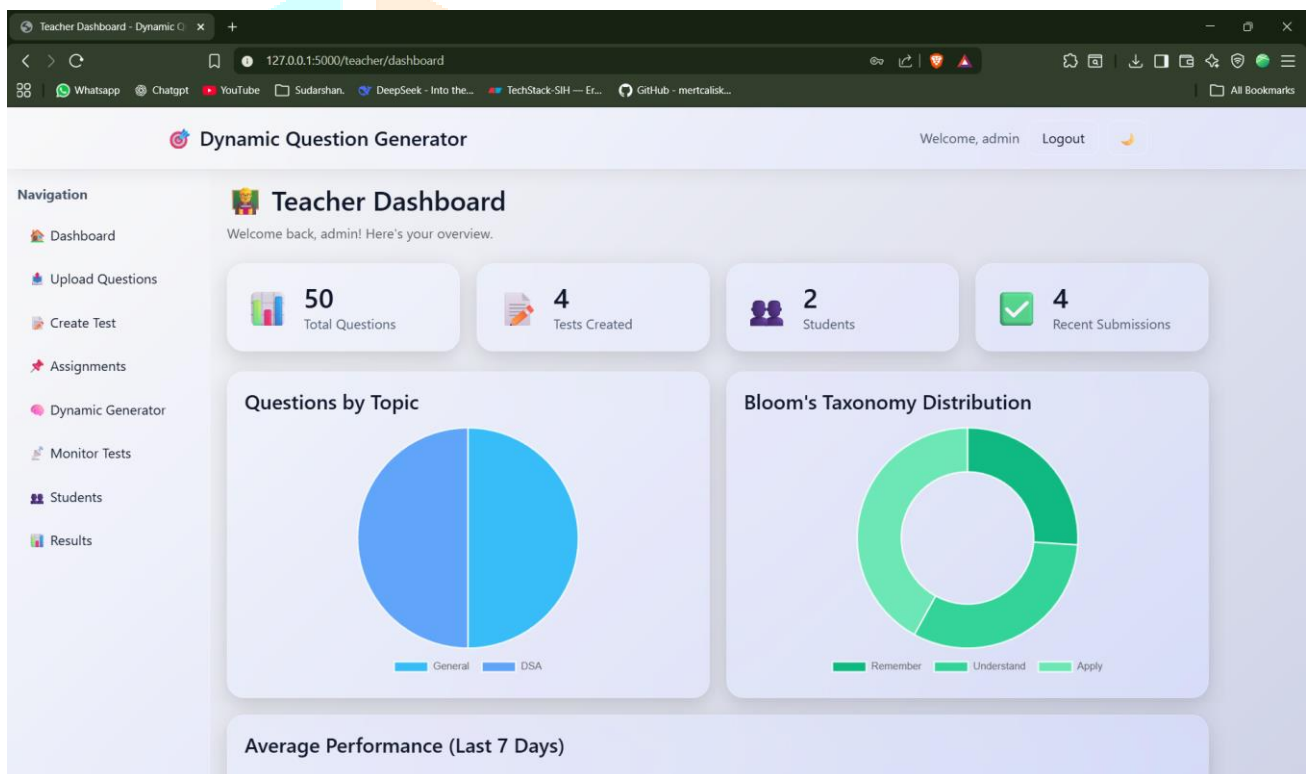 Teacher Dashboard - Dynamic Q
127.0.0.1:5000/teacher/dashboard
Whatsapp Chatgpt YouTube Sudarshan. DeepSeek - Into the... TechStack-SIH — Er... GitHub - mertcalisk... All Bookmarks
Dynamic Question Generator
Welcome, admin Logout
Navigation
Dashboard
Upload Questions
Create Test
Assignments
Dynamic Generator
Monitor Tests
Students
Results
Teacher Dashboard
Welcome back, admin! Here's your overview.
50
Total Questions
4
Tests Created
2
Students
4
Recent Submissions
Questions by Topic
General DSA
Bloom's Taxonomy Distribution
Remember Understand Apply
Average Performance (Last 7 Days)